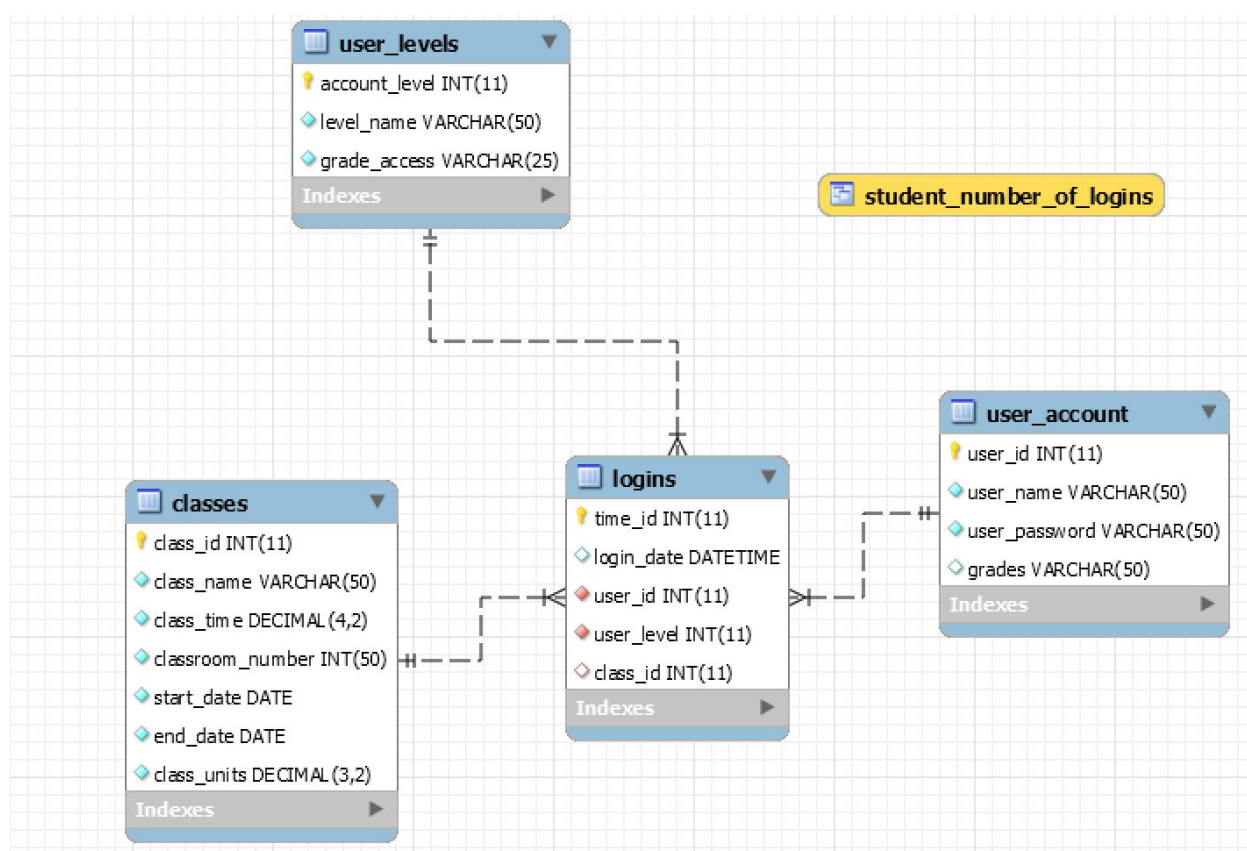 user_levels
account_level INT(11)
level_name VARCHAR(50)
grade_access VARCHAR(25)
Indexes
student_number_of_logins
user_account
user_id INT(11)
user_name VARCHAR(50)
user_password VARCHAR(50)
grades VARCHAR(50)
Indexes
logins
time_id INT(11)
login_date DATETIME
user_id INT(11)
user_level INT(11)
class_id INT(11)
Indexes
classes
class_id INT(11)
class_name VARCHAR(50)
class_time DECIMAL(4,2)
classroom_number INT(50)
start_date DATE
end_date DATE
class_units DECIMAL(3,2)
Indexes